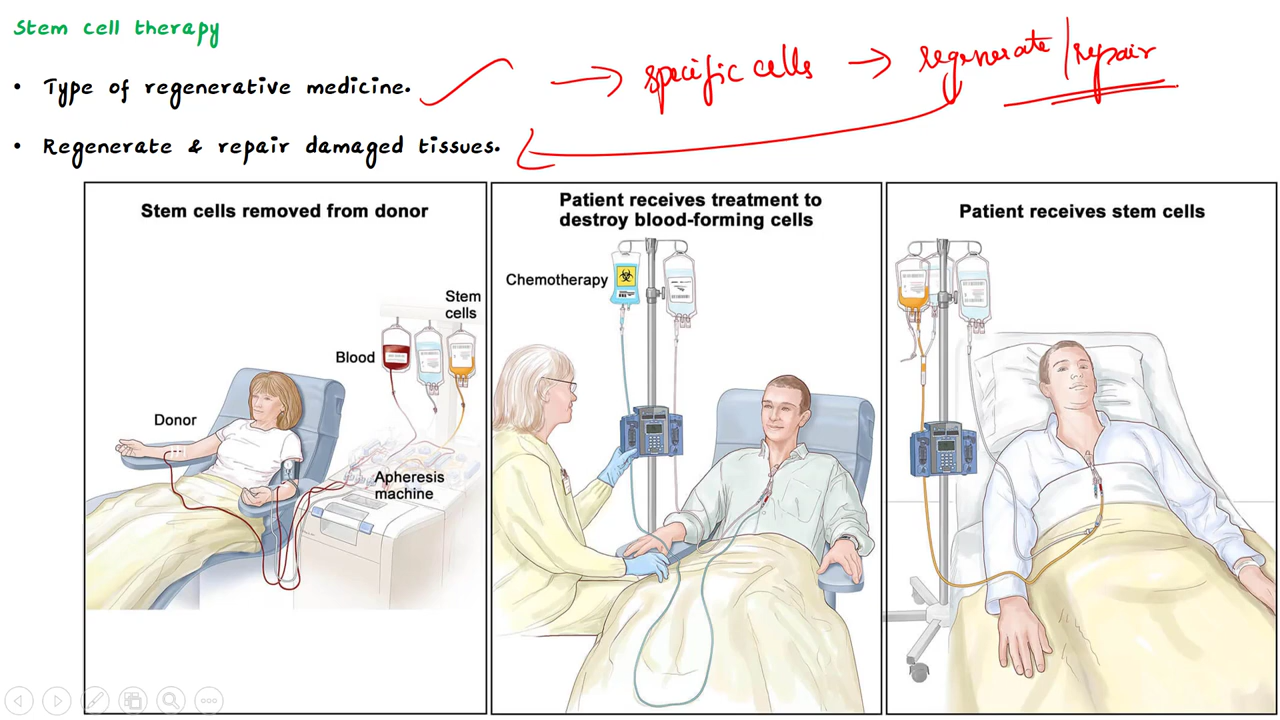 Stem cell therapy
• Type of regenerative medicine.
→ specific cells → regenerate/repair
• Regenerate & repair damaged tissues.
Stem cells removed from donor
Stem
cells
Blood
Donor
Apheresis
machine
Patient receives treatment to
destroy blood-forming cells
Chemotherapy
Patient receives stem cells